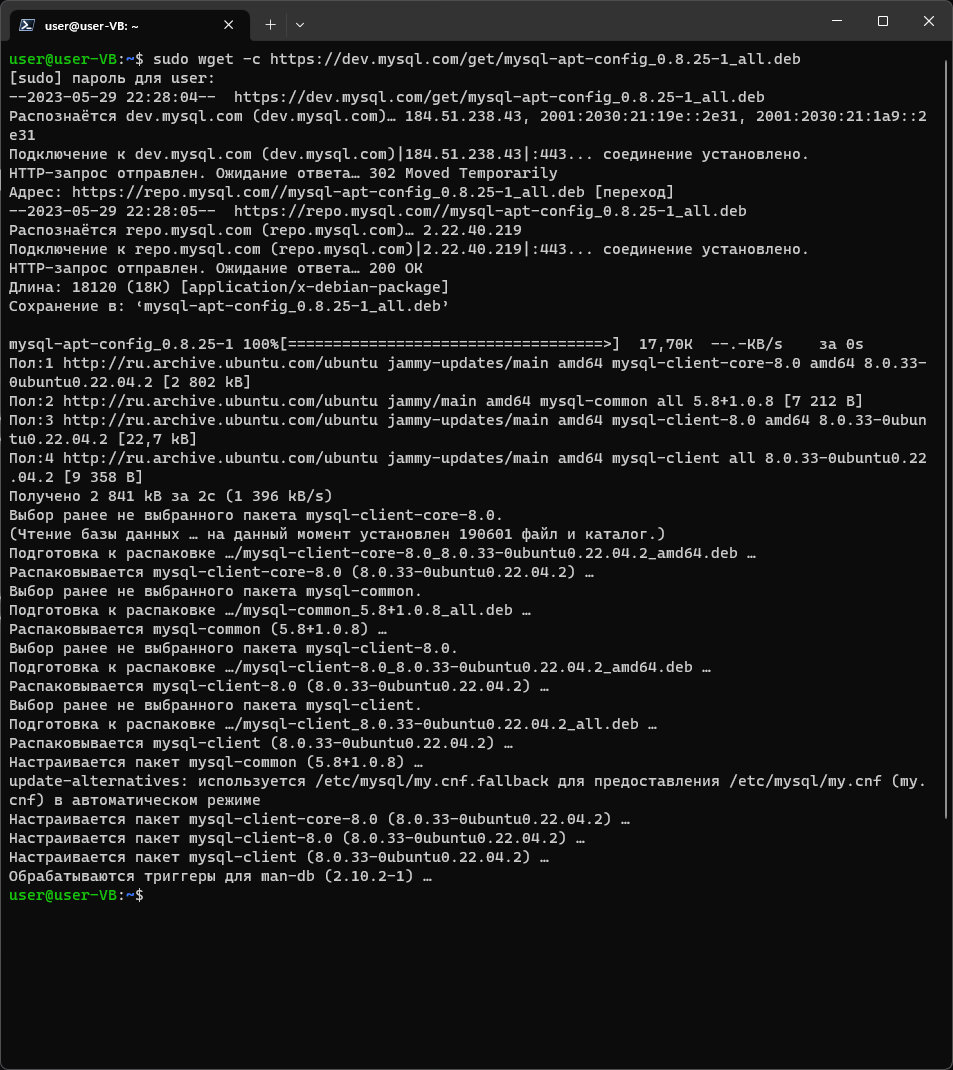 user@user-VB: ~
user@user-VB:~$ sudo wget -c https://dev.mysql.com/get/mysql-apt-config_0.8.25-1_all.deb
[sudo] пароль для user:
--2023-05-29 22:28:04--  https://dev.mysql.com/get/mysql-apt-config_0.8.25-1_all.deb
Распознаётся dev.mysql.com (dev.mysql.com)… 184.51.238.43, 2001:2030:21:19e::2e31, 2001:2030:21:1a9::2
e31
Подключение к dev.mysql.com (dev.mysql.com)|184.51.238.43|:443... соединение установлено.
HTTP-запрос отправлен. Ожидание ответа… 302 Moved Temporarily
Адрес: https://repo.mysql.com//mysql-apt-config_0.8.25-1_all.deb [переход]
--2023-05-29 22:28:05--  https://repo.mysql.com//mysql-apt-config_0.8.25-1_all.deb
Распознаётся repo.mysql.com (repo.mysql.com)… 2.22.40.219
Подключение к repo.mysql.com (repo.mysql.com)|2.22.40.219|:443... соединение установлено.
HTTP-запрос отправлен. Ожидание ответа… 200 OK
Длина: 18120 (18K) [application/x-debian-package]
Сохранение в: ‘mysql-apt-config_0.8.25-1_all.deb’
mysql-apt-config_0.8.25-1 100%[===================================>]  17,70K  --.-KB/s    за 0s
Пол:1 http://ru.archive.ubuntu.com/ubuntu jammy-updates/main amd64 mysql-client-core-8.0 amd64 8.0.33-
0ubuntu0.22.04.2 [2 802 kB]
Пол:2 http://ru.archive.ubuntu.com/ubuntu jammy/main amd64 mysql-common all 5.8+1.0.8 [7 212 B]
Пол:3 http://ru.archive.ubuntu.com/ubuntu jammy-updates/main amd64 mysql-client-8.0 amd64 8.0.33-0ubun
tu0.22.04.2 [22,7 kB]
Пол:4 http://ru.archive.ubuntu.com/ubuntu jammy-updates/main amd64 mysql-client all 8.0.33-0ubuntu0.22
.04.2 [9 358 B]
Получено 2 841 kB за 2с (1 396 kB/s)
Выбор ранее не выбранного пакета mysql-client-core-8.0.
(Чтение базы данных … на данный момент установлен 190601 файл и каталог.)
Подготовка к распаковке …/mysql-client-core-8.0_8.0.33-0ubuntu0.22.04.2_amd64.deb …
Распаковывается mysql-client-core-8.0 (8.0.33-0ubuntu0.22.04.2) …
Выбор ранее не выбранного пакета mysql-common.
Подготовка к распаковке …/mysql-common_5.8+1.0.8_all.deb …
Распаковывается mysql-common (5.8+1.0.8) …
Выбор ранее не выбранного пакета mysql-client-8.0.
Подготовка к распаковке …/mysql-client-8.0_8.0.33-0ubuntu0.22.04.2_amd64.deb …
Распаковывается mysql-client-8.0 (8.0.33-0ubuntu0.22.04.2) …
Выбор ранее не выбранного пакета mysql-client.
Подготовка к распаковке …/mysql-client_8.0.33-0ubuntu0.22.04.2_all.deb …
Распаковывается mysql-client (8.0.33-0ubuntu0.22.04.2) …
Настраивается пакет mysql-common (5.8+1.0.8) …
update-alternatives: используется /etc/mysql/my.cnf.fallback для предоставления /etc/mysql/my.cnf (my.
cnf) в автоматическом режиме
Настраивается пакет mysql-client-core-8.0 (8.0.33-0ubuntu0.22.04.2) …
Настраивается пакет mysql-client-8.0 (8.0.33-0ubuntu0.22.04.2) …
Настраивается пакет mysql-client (8.0.33-0ubuntu0.22.04.2) …
Обрабатываются триггеры для man-db (2.10.2-1) …
user@user-VB:~$